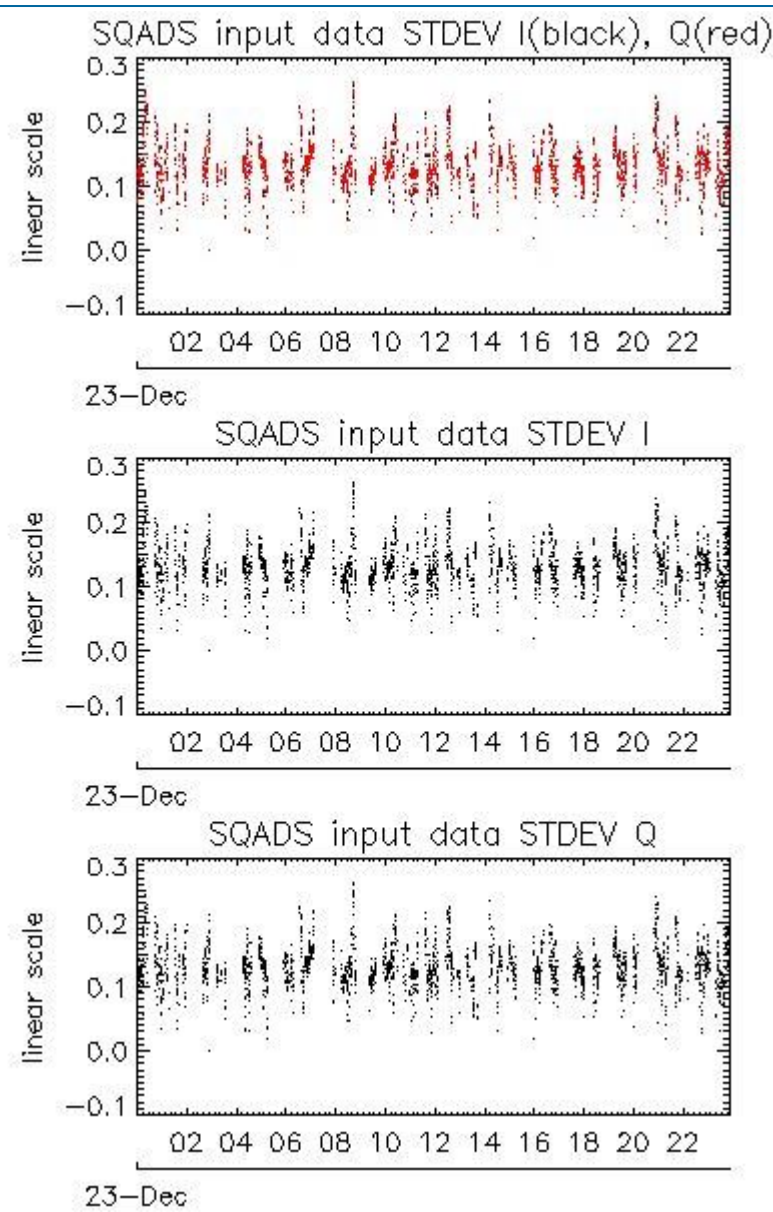 SQADS input data STDEV I(black), Q(red)
0.3
0.2
0.1
0.0
−0.1
linear scale
02 04 06 08 10 12 14 16 18 20 22
23−Dec
SQADS input data STDEV I
0.3
0.2
0.1
0.0
−0.1
linear scale
02 04 06 08 10 12 14 16 18 20 22
23−Dec
SQADS input data STDEV Q
0.3
0.2
0.1
0.0
−0.1
linear scale
02 04 06 08 10 12 14 16 18 20 22
23−Dec